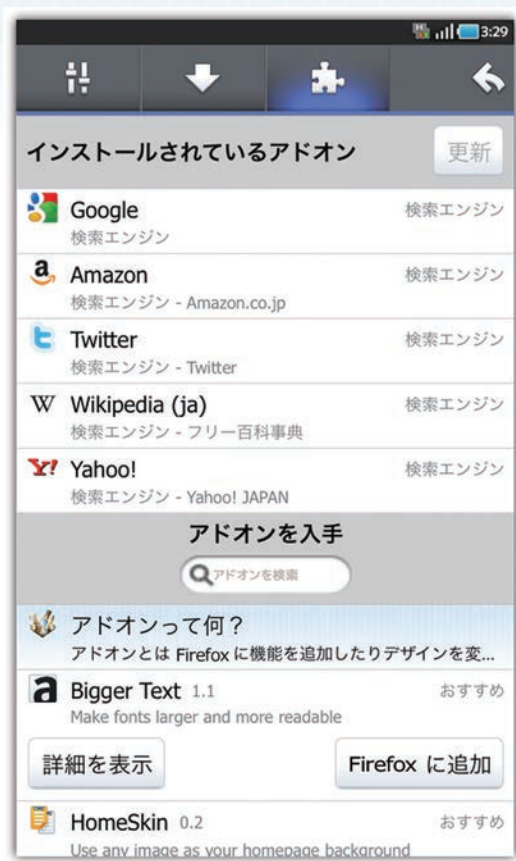 3:29
インストールされているアドオン 更新
Google 検索エンジン
検索エンジン
Amazon 検索エンジン
検索エンジン - Amazon.co.jp
Twitter 検索エンジン
検索エンジン - Twitter
Wikipedia (ja) 検索エンジン
検索エンジン - フリー百科事典
Yahoo! 検索エンジン
検索エンジン - Yahoo! JAPAN
アドオンを入手
アドオンを検索
アドオンって何？
アドオンとは Firefox に機能を追加したりデザインを変...
Bigger Text 1.1 おすすめ
Make fonts larger and more readable
詳細を表示 Firefox に追加
HomeSkin 0.2 おすすめ
Use any image as your homepage background